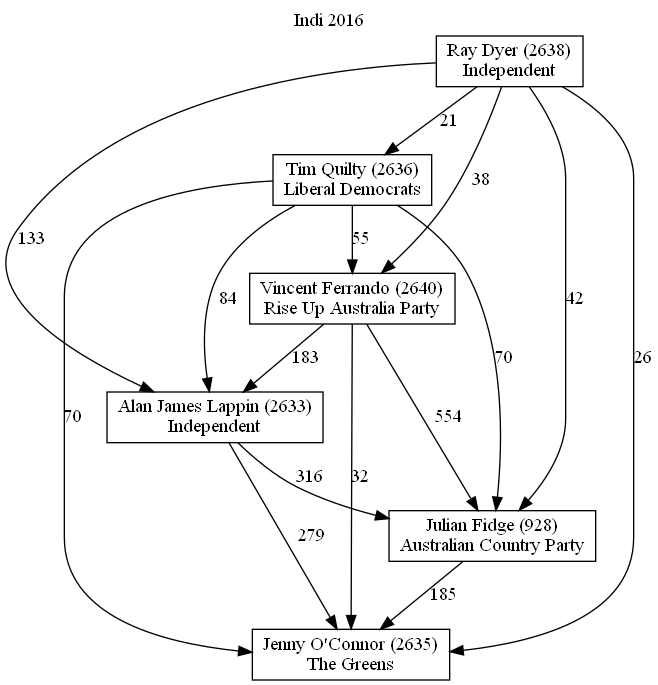 Indi 2016
Ray Dyer (2638)
Independent
21
38
Tim Quilty (2636)
Liberal Democrats
133
55
84
42
70
26
Vincent Ferrando (2640)
Rise Up Australia Party
183
70
554
Alan James Lappin (2633)
Independent
316
32
279
Julian Fidge (928)
Australian Country Party
185
Jenny O'Connor (2635)
The Greens